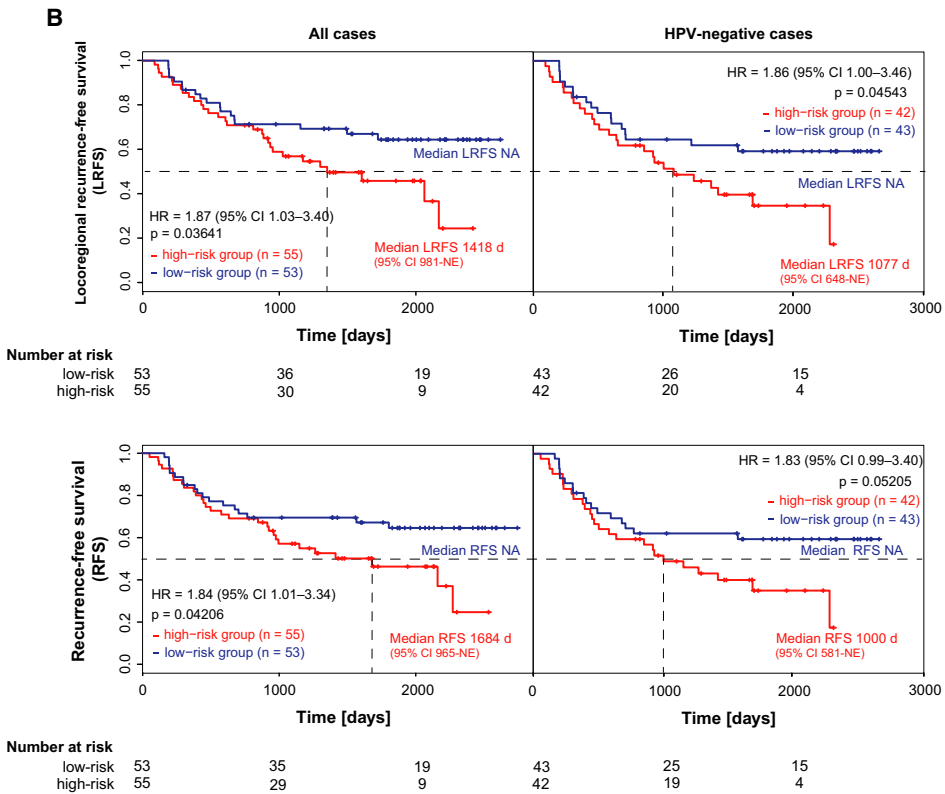 B
All cases
HPV-negative cases
Locoregional recurrence-free survival
(LRFS)
1.0
0.8
0.6
0.4
0.2
0.0
HR = 1.87 (95% CI 1.03–3.40)
p = 0.03641
high-risk group (n = 55)
low-risk group (n = 53)
Median LRFS NA
Median LRFS 1418 d
(95% CI 981-NE)
0 1000 2000
Time [days]
HR = 1.86 (95% CI 1.00–3.46)
p = 0.04543
high-risk group (n = 42)
low-risk group (n = 43)
Median LRFS NA
Median LRFS 1077 d
(95% CI 648-NE)
0 1000 2000 3000
Time [days]
Number at risk
low-risk 53 36 19 43 26 15
high-risk 55 30 9 42 20 4
Recurrence-free survival
(RFS)
1.0
0.8
0.6
0.4
0.2
0.0
HR = 1.84 (95% CI 1.01–3.34)
p = 0.04206
high-risk group (n = 55)
low-risk group (n = 53)
Median RFS NA
Median RFS 1684 d
(95% CI 965-NE)
0 1000 2000
Time [days]
HR = 1.83 (95% CI 0.99–3.40)
p = 0.05205
high-risk group (n = 42)
low-risk group (n = 43)
Median RFS NA
Median RFS 1000 d
(95% CI 581-NE)
0 1000 2000 3000
Time [days]
Number at risk
low-risk 53 35 19 43 25 15
high-risk 55 29 9 42 19 4